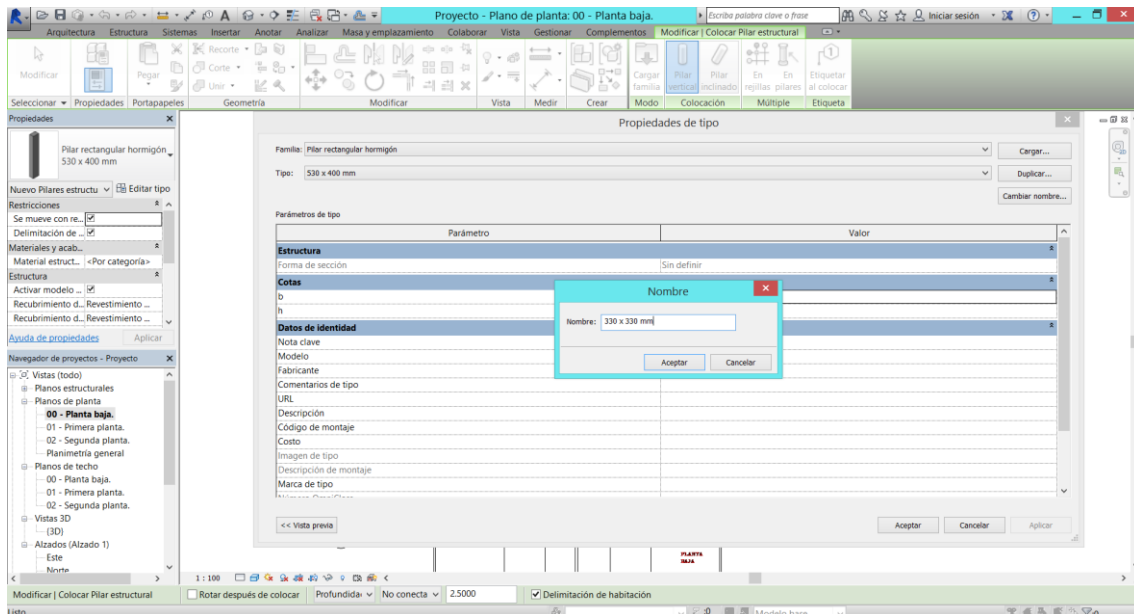 Proyecto - Plano de planta: 00 - Planta baja.
Escriba palabra clave o frase
Iniciar sesión
Arquitectura Estructura Sistemas Insertar Anotar Analizar Masa y emplazamiento Colaborar Vista Gestionar Complementos Modificar | Colocar Pilar estructural
Modificar
Pegar
Recorte
Corte
Unir
Cargar familia
Pilar vertical
Pilar inclinado
En rejillas
En pilares
Etiquetar al colocar
Seleccionar Propiedades Portapapeles Geometría Modificar Vista Medir Crear Modo Colocación Múltiple Etiqueta
Propiedades
Pilar rectangular hormigón
530 x 400 mm
Nuevo Pilares estructu Editar tipo
Restricciones
Se mueve con re...
Delimitación de ...
Materiales y acab...
Material estruct... <Por categoría>
Estructura
Activar modelo ...
Recubrimiento d... Revestimiento ...
Recubrimiento d... Revestimiento ...
Ayuda de propiedades Aplicar
Navegador de proyectos - Proyecto
Vistas (todo)
Planos estructurales
Planos de planta
00 - Planta baja.
01 - Primera planta.
02 - Segunda planta.
Planimetría general
Planos de techo
00 - Planta baja.
01 - Primera planta.
02 - Segunda planta.
Vistas 3D
(3D)
Alzados (Alzado 1)
Este
Norte
Propiedades de tipo
Familia: Pilar rectangular hormigón Cargar...
Tipo: 530 x 400 mm Duplicar...
Cambiar nombre...
Parámetros de tipo
Parámetro Valor
Estructura
Forma de sección Sin definir
Cotas
b
h
Datos de identidad
Nota clave
Modelo
Fabricante
Comentarios de tipo
URL
Descripción
Código de montaje
Costo
Imagen de tipo
Descripción de montaje
Marca de tipo
Número OmniClass
<< Vista previa Aceptar Cancelar Aplicar
Nombre
Nombre: 330 x 330 mm
Aceptar Cancelar
PLANTA
BAJA
1 : 100
Modificar | Colocar Pilar estructural Rotar después de colocar Profundida No conecta 2.5000 Delimitación de habitación
Listo :0 Modelo base